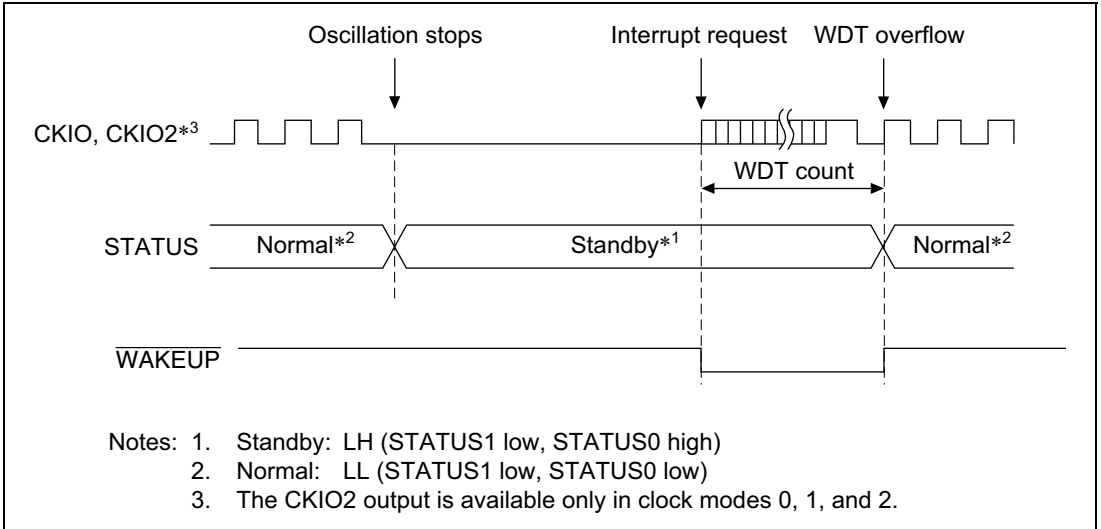 Oscillation stops Interrupt request WDT overflow
CKIO, CKIO2*3
WDT count
STATUS Normal*2 Standby*1 Normal*2
WAKEUP
Notes: 1. Standby: LH (STATUS1 low, STATUS0 high)
2. Normal: LL (STATUS1 low, STATUS0 low)
3. The CKIO2 output is available only in clock modes 0, 1, and 2.